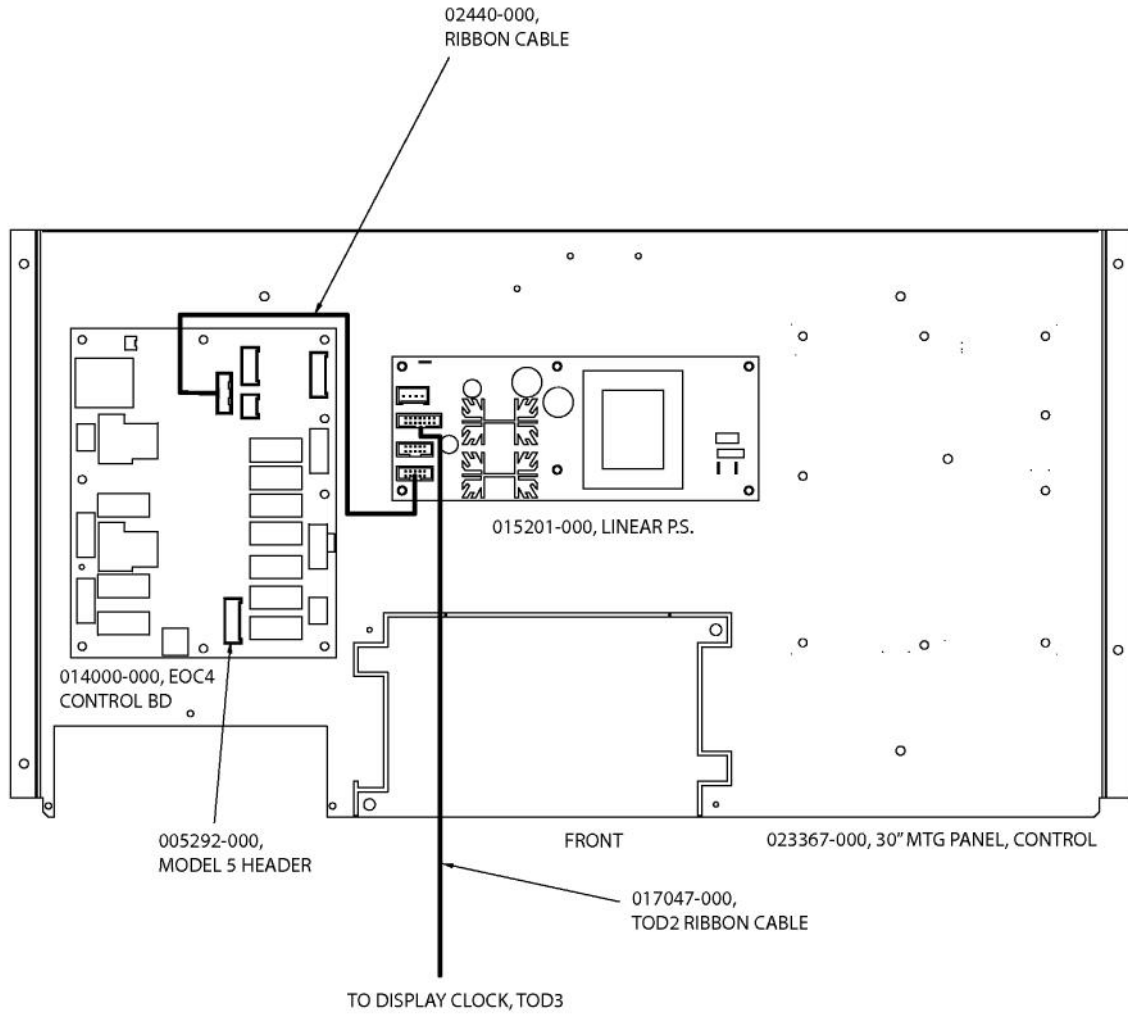 02440-000,
RIBBON CABLE
015201-000, LINEAR P.S.
014000-000, EOC4
CONTROL BD
005292-000,
MODEL 5 HEADER
FRONT
023367-000, 30" MTG PANEL, CONTROL
017047-000,
TOD2 RIBBON CABLE
TO DISPLAY CLOCK, TOD3